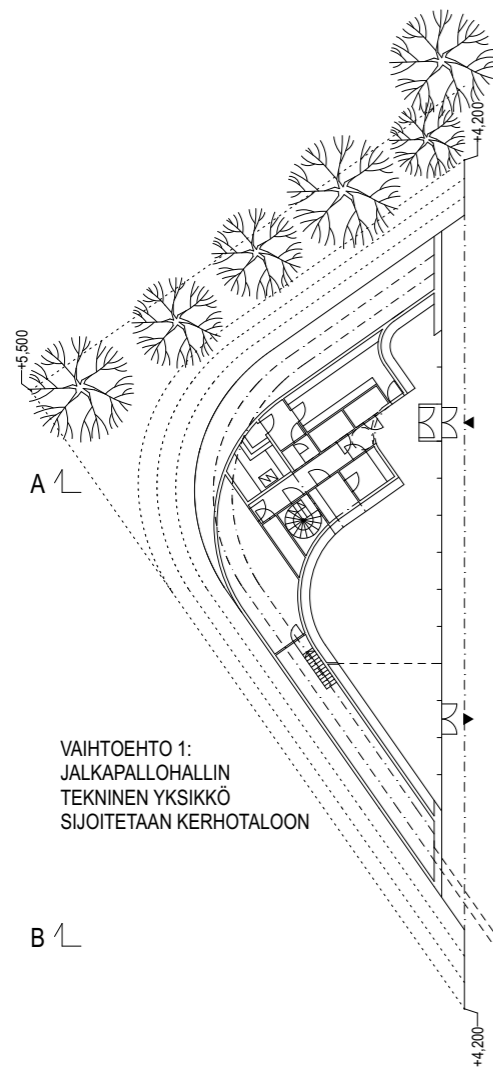 +4,200
+5,500
A
VAIHTOEHTO 1:
JALKAPALLOHALLIN
TEKNINEN YKSIKKÖ
SIJOITETAAN KERHOTALOON
B
+4,200